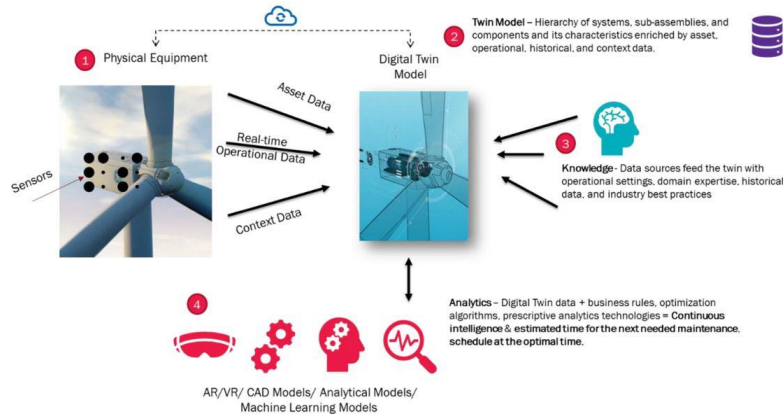 1 Physical Equipment
Digital Twin
Model
2 Twin Model – Hierarchy of systems, sub-assemblies, and
components and its characteristics enriched by asset,
operational, historical, and context data.
Asset Data
Real-time
Operational Data
Context Data
Sensors
3
Knowledge - Data sources feed the twin with
operational settings, domain expertise, historical
data, and industry best practices
4
Analytics – Digital Twin data + business rules, optimization
algorithms, prescriptive analytics technologies = Continuous
intelligence & estimated time for the next needed maintenance,
schedule at the optimal time.
AR/VR/ CAD Models/ Analytical Models/
Machine Learning Models